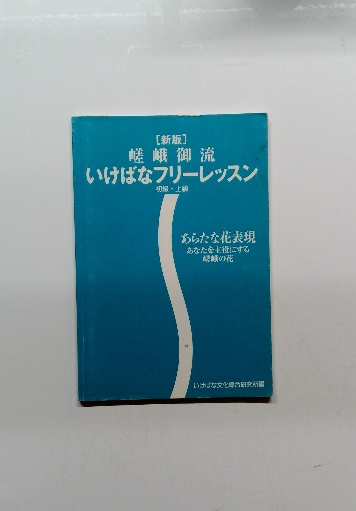 [新版]
嵯峨御流
いけばなフリーレッスン
初級・上級
あらたな花表現
あなたを主役にする
嵯峨の花
いけばな文化綜合研究所編